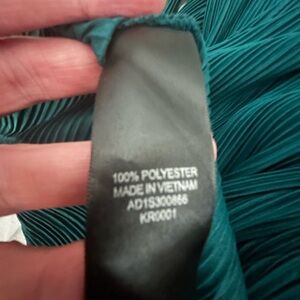 100% POLYESTER
MADE IN VIETNAM
AD1S300866
KR0001